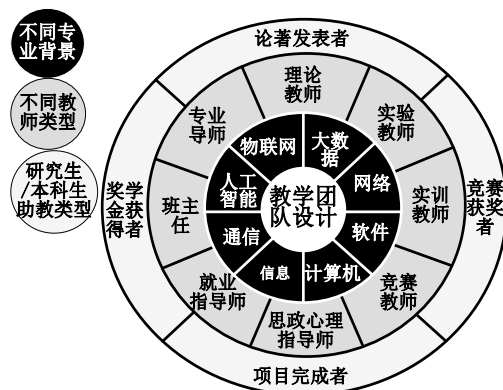 不同专
业背景
不同教
师类型
研究生
/本科生
助教类型
论著发表者
理论
教师
专业
导师
实验
教师
物联网
大数
据
人工
智能
网络
奖学
金获
得者
班主
任
教学团
队设计
实训
教师
竞赛
获奖
者
通信
软件
信息
计算机
就业
指导师
竞赛
教师
思政心理
指导师
项目完成者